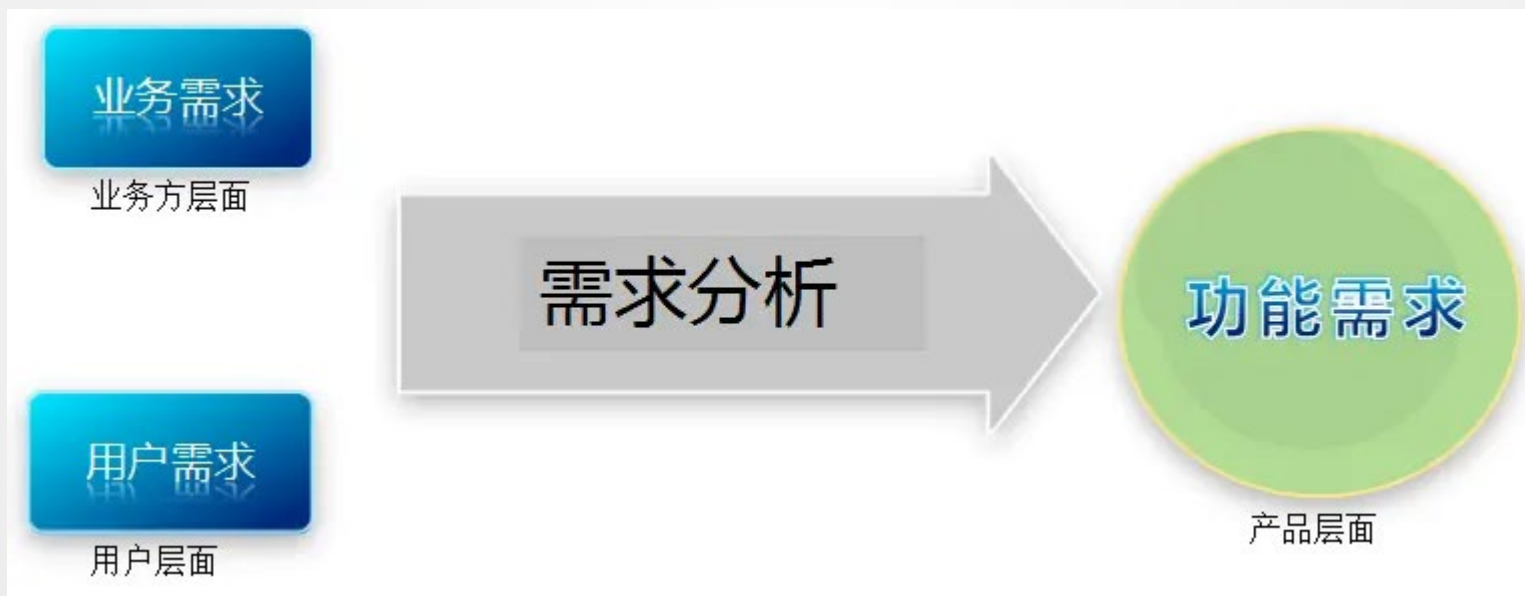 业务需求
业务方层面
需求分析
功能需求
产品层面
用户需求
用户层面